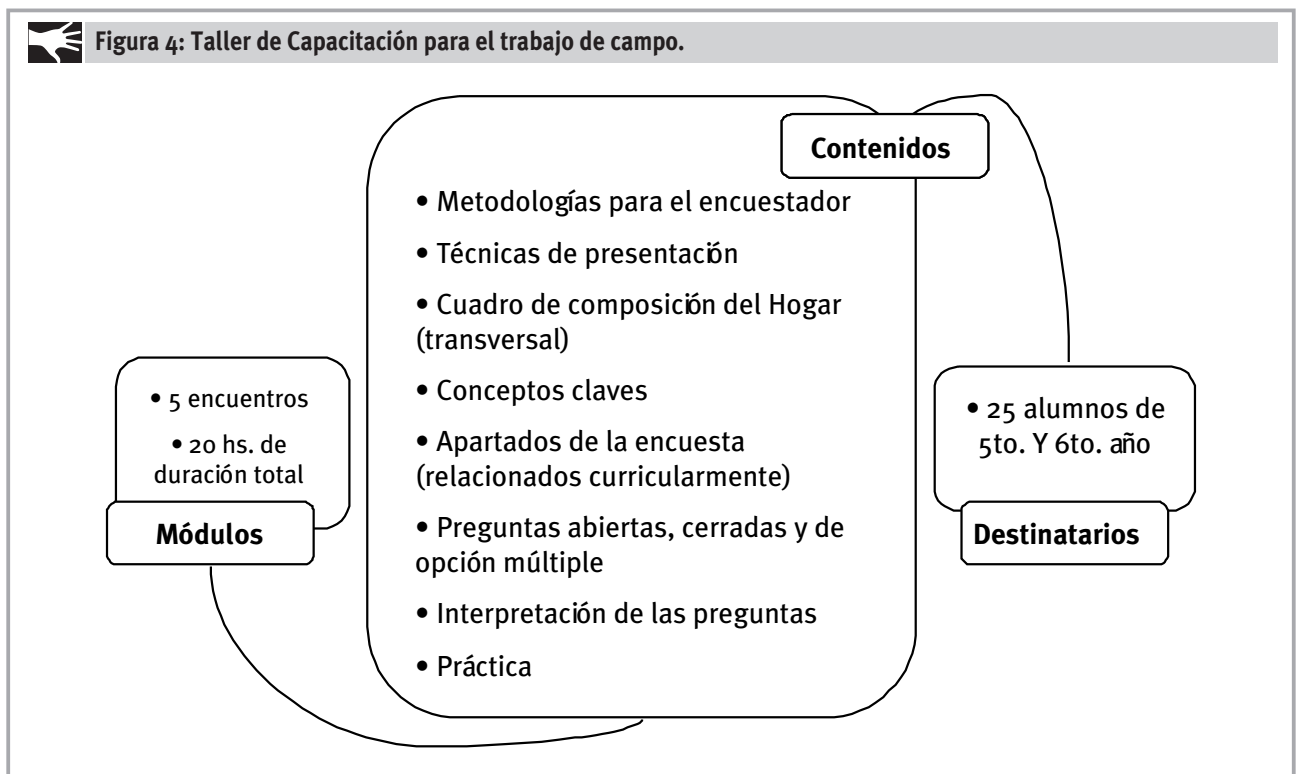 Figura 4: Taller de Capacitación para el trabajo de campo.
• 5 encuentros
• 20 hs. de
duración total
Módulos
Contenidos
• Metodologías para el encuestador
• Técnicas de presentación
• Cuadro de composición del Hogar
(transversal)
• Conceptos claves
• Apartados de la encuesta
(relacionados curricularmente)
• Preguntas abiertas, cerradas y de
opción múltiple
• Interpretación de las preguntas
• Práctica
• 25 alumnos de
5to. Y 6to. año
Destinatarios